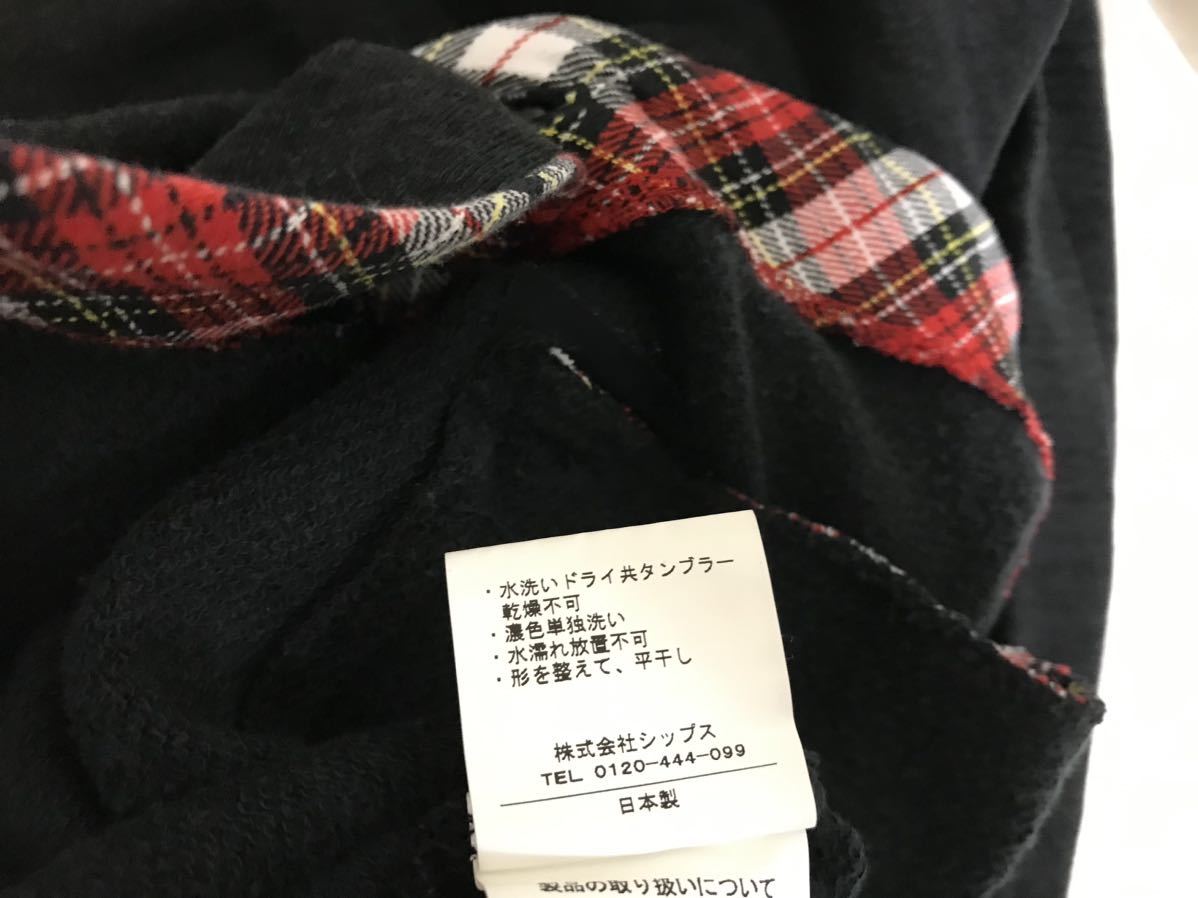 ・水洗いドライ共タンブラー
乾燥不可
・濃色単独洗い
・水濡れ放置不可
・形を整えて、平干し
株式会社シップス
TEL 0120-444-099
日本製
製品の取り扱いについて